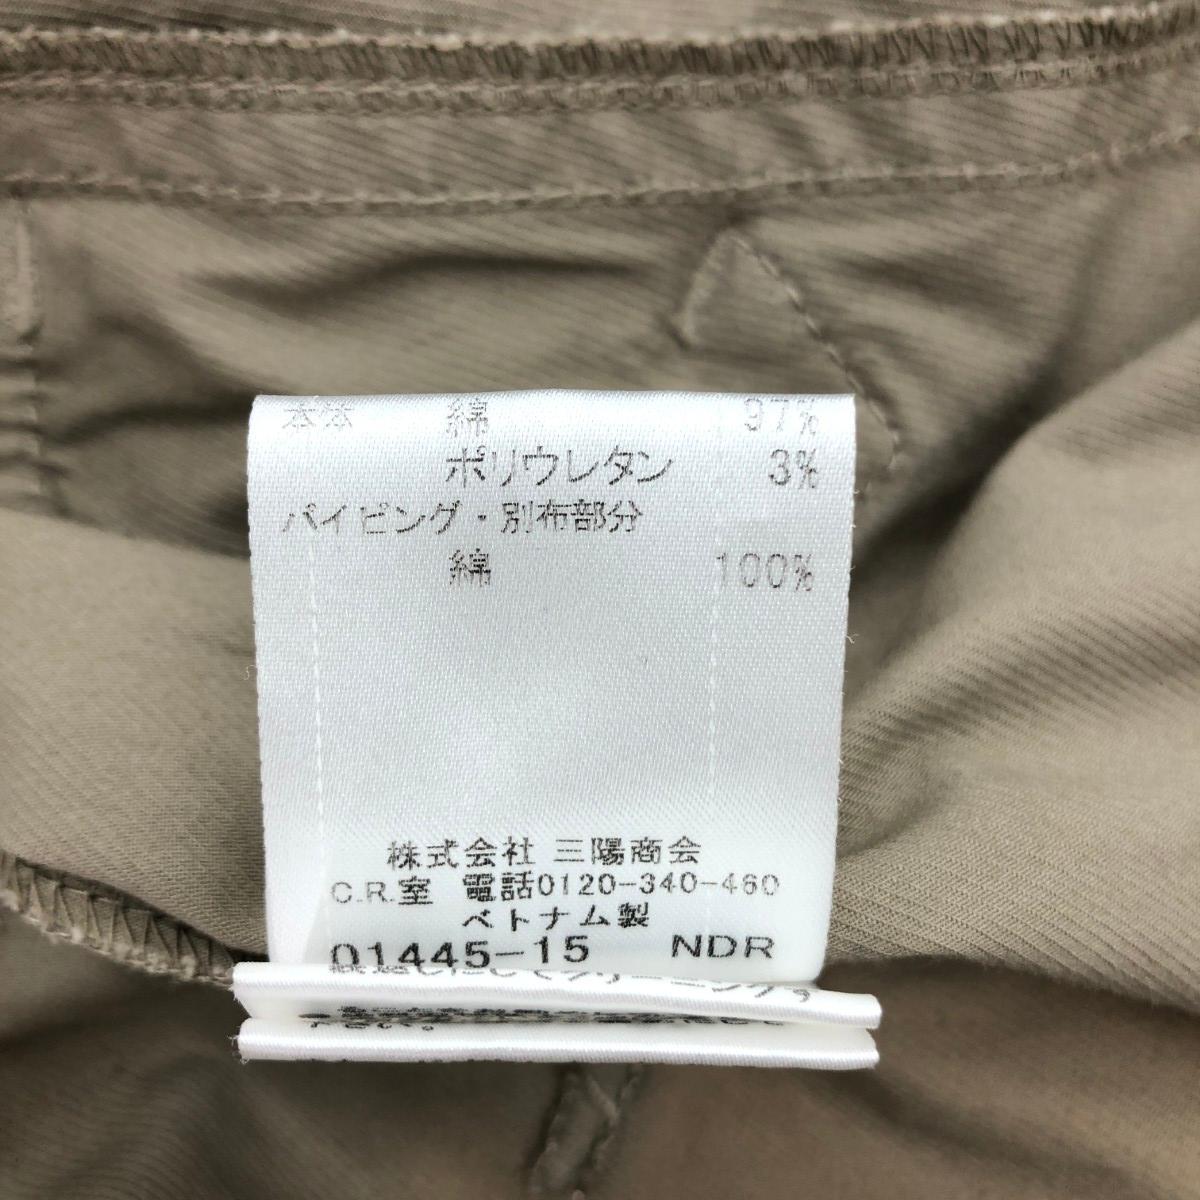 本体 綿 97%
ポリウレタン 3%
パイピング・別布部分
綿 100%
株式会社 三陽商会
C.R.室 電話0120-340-460
ベトナム製
01445-15 NDR